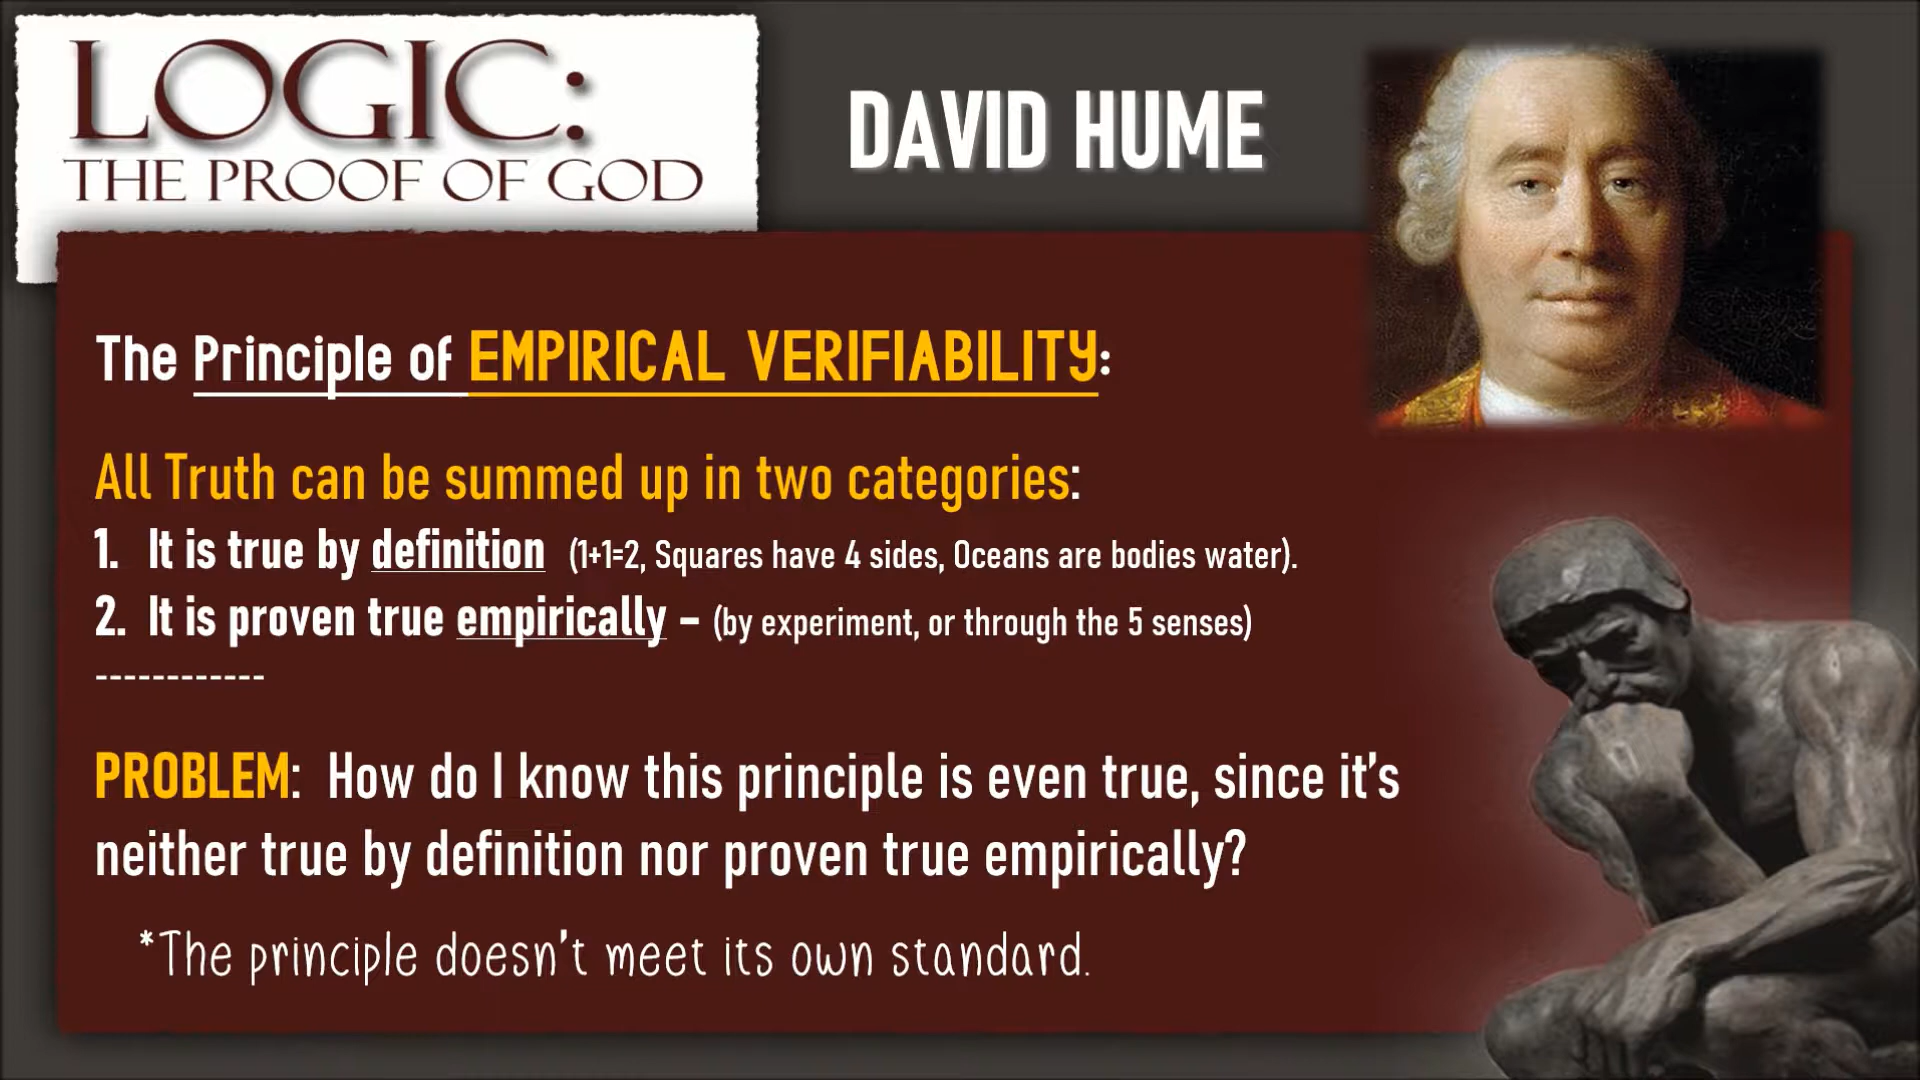 LOGIC:
THE PROOF OF GOD
DAVID HUME
The Principle of EMPIRICAL VERIFIABILITY:
All Truth can be summed up in two categories:
1. It is true by definition (1+1=2, Squares have 4 sides, Oceans are bodies water).
2. It is proven true empirically – (by experiment, or through the 5 senses)
------------
PROBLEM: How do I know this principle is even true, since it's
neither true by definition nor proven true empirically?
*The principle doesn't meet its own standard.